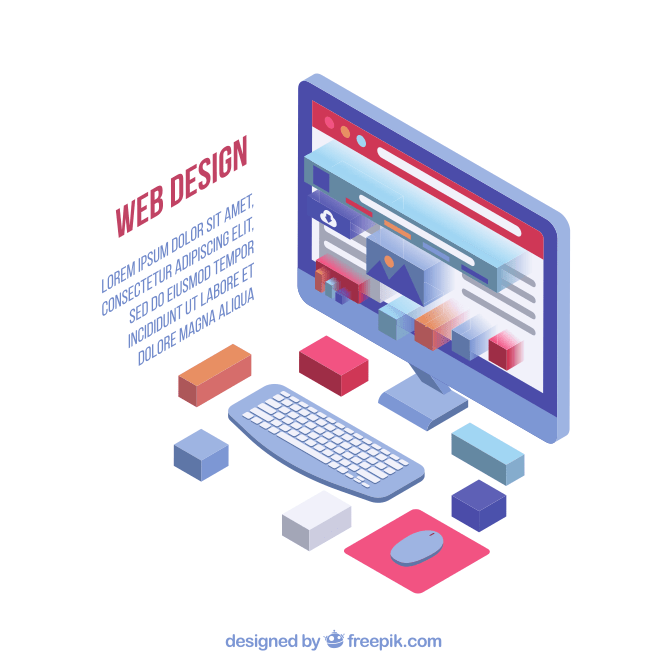 WEB DESIGN
LOREM IPSUM DOLOR SIT AMET,
CONSECTETUR ADIPISCING ELIT,
SED DO EIUSMOD TEMPOR
INCIDIDUNT UT LABORE ET
DOLORE MAGNA ALIQUA
designed by freepik.com